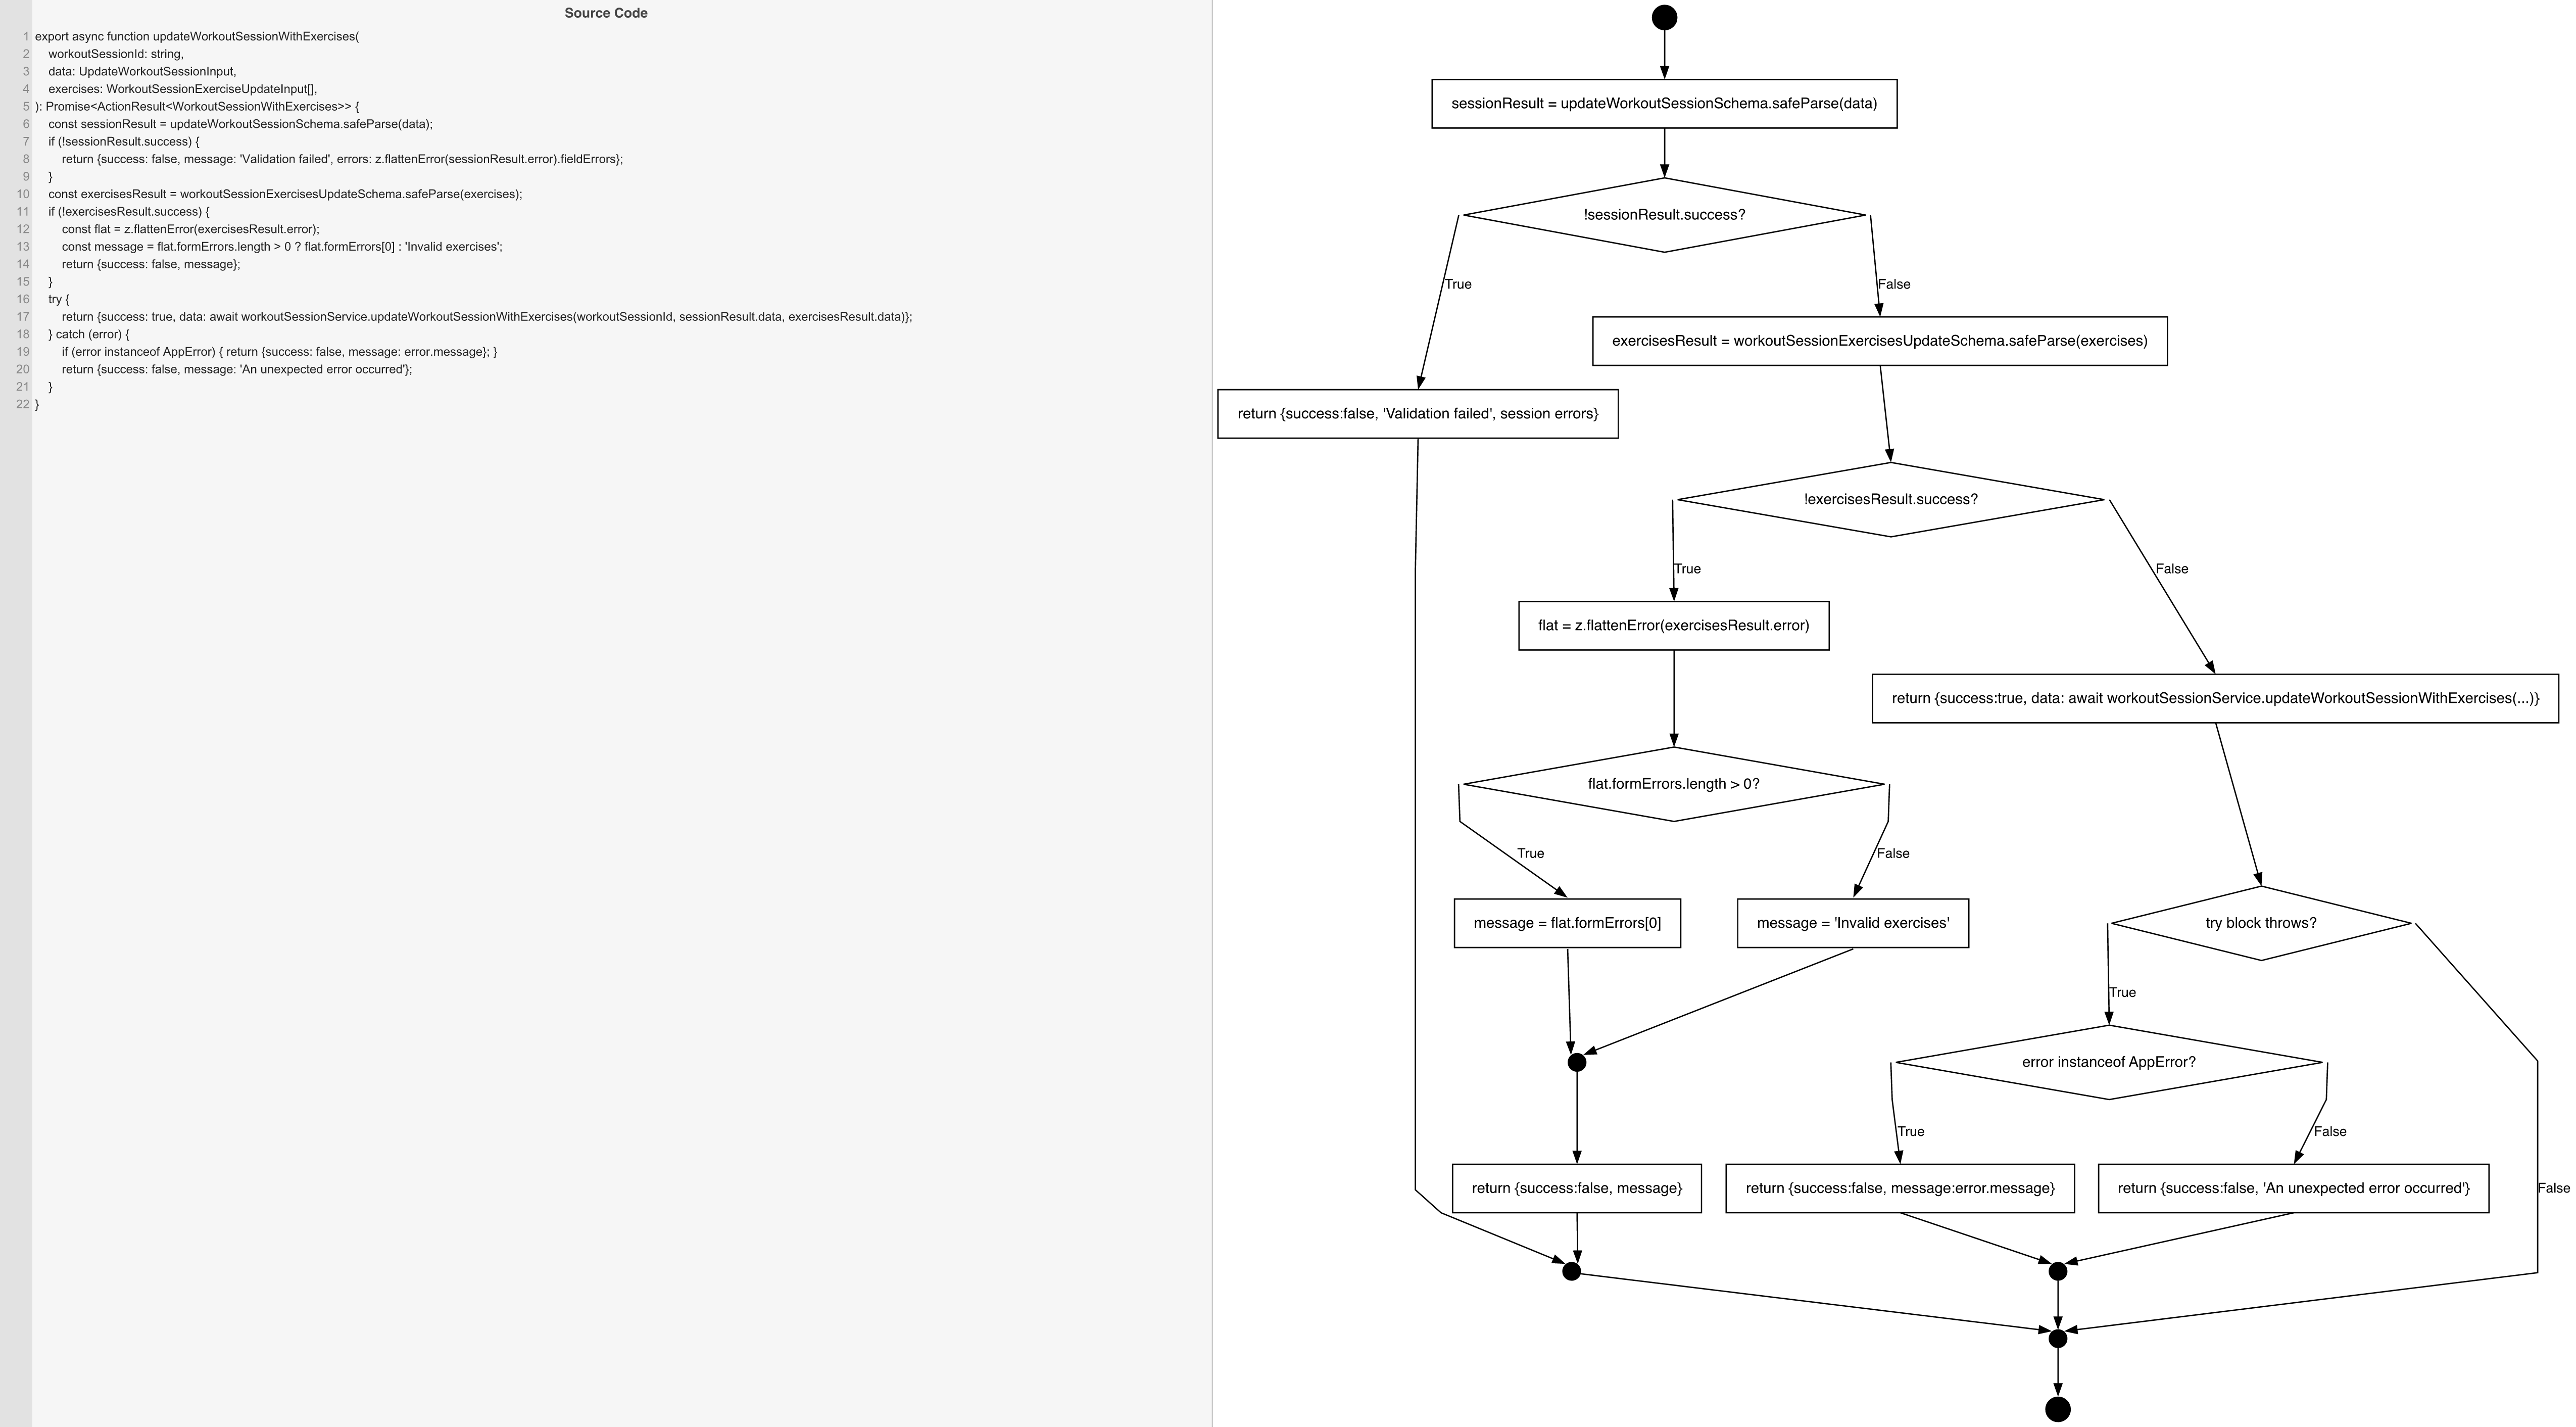 Source Code
1 export async function updateWorkoutSessionWithExercises(
2 workoutSessionId: string,
3 data: UpdateWorkoutSessionInput,
4 exercises: WorkoutSessionExerciseUpdateInput[],
5 ): Promise<ActionResult<WorkoutSessionWithExercises>> {
6 const sessionResult = updateWorkoutSessionSchema.safeParse(data);
7 if (!sessionResult.success) {
8 return {success: false, message: 'Validation failed', errors: z.flattenError(sessionResult.error).fieldErrors};
9 }
10 const exercisesResult = workoutSessionExercisesUpdateSchema.safeParse(exercises);
11 if (!exercisesResult.success) {
12 const flat = z.flattenError(exercisesResult.error);
13 const message = flat.formErrors.length > 0 ? flat.formErrors[0] : 'Invalid exercises';
14 return {success: false, message};
15 }
16 try {
17 return {success: true, data: await workoutSessionService.updateWorkoutSessionWithExercises(workoutSessionId, sessionResult.data, exercisesResult.data)};
18 } catch (error) {
19 if (error instanceof AppError) { return {success: false, message: error.message}; }
20 return {success: false, message: 'An unexpected error occurred'};
21 }
22 }
sessionResult = updateWorkoutSessionSchema.safeParse(data)
!sessionResult.success?
True
False
exercisesResult = workoutSessionExercisesUpdateSchema.safeParse(exercises)
return {success:false, 'Validation failed', session errors}
!exercisesResult.success?
True
False
flat = z.flattenError(exercisesResult.error)
return {success:true, data: await workoutSessionService.updateWorkoutSessionWithExercises(...)}
flat.formErrors.length > 0?
True
False
message = flat.formErrors[0]
message = 'Invalid exercises'
try block throws?
True
error instanceof AppError?
True
False
return {success:false, message}
return {success:false, message:error.message}
return {success:false, 'An unexpected error occurred'}
False